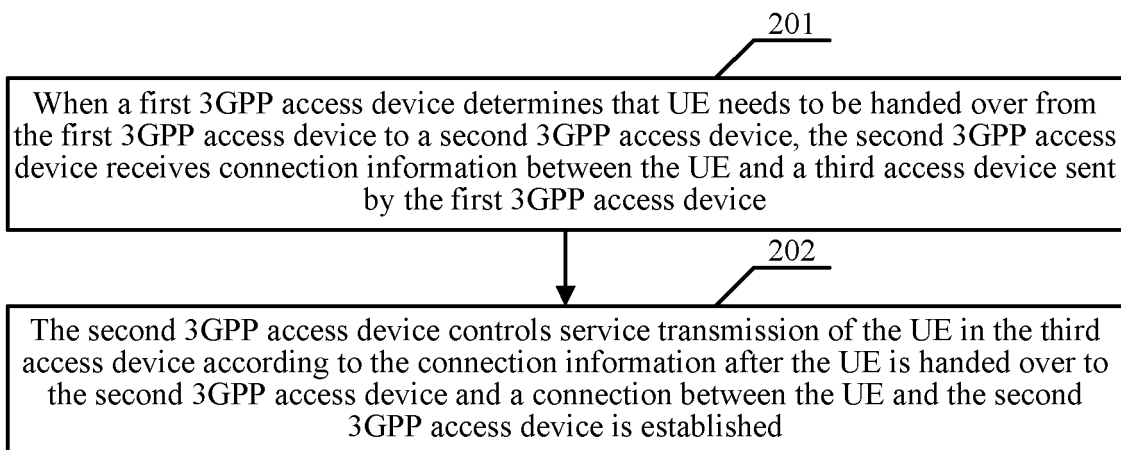 201
When a first 3GPP access device determines that UE needs to be handed over from
the first 3GPP access device to a second 3GPP access device, the second 3GPP access
device receives connection information between the UE and a third access device sent
by the first 3GPP access device
202
The second 3GPP access device controls service transmission of the UE in the third
access device according to the connection information after the UE is handed over to
the second 3GPP access device and a connection between the UE and the second
3GPP access device is established